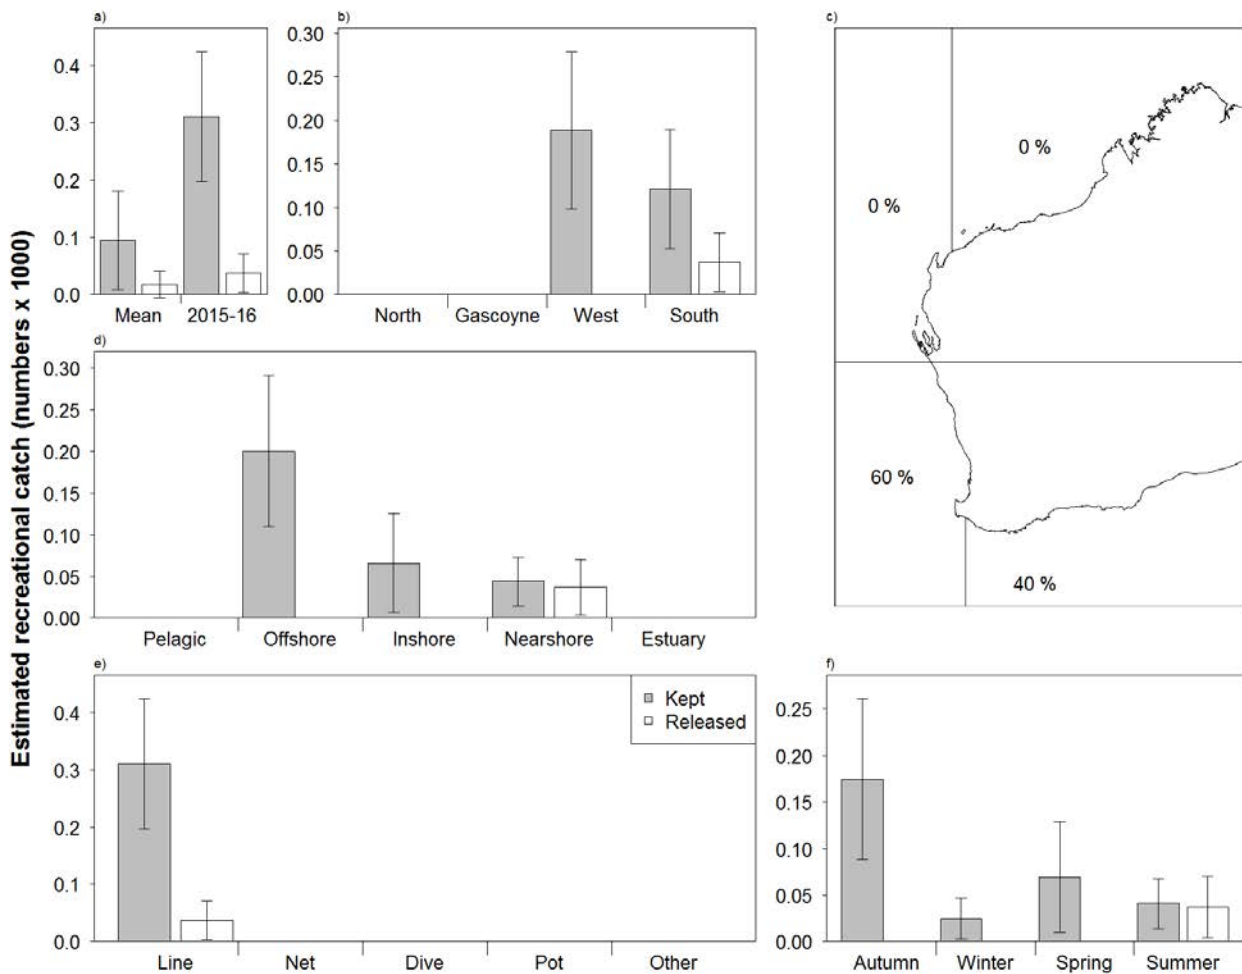 Estimated recreational catch (numbers x 1000)
a)
0.4
0.3
0.2
0.1
0.0
Mean 2015-16
b)
0.30
0.25
0.20
0.15
0.10
0.05
0.00
North Gascoyne West South
c)
0 %
0 %
60 %
40 %
d)
0.30
0.25
0.20
0.15
0.10
0.05
0.00
Pelagic Offshore Inshore Nearshore Estuary
e)
0.4
0.3
0.2
0.1
0.0
Kept
Released
Line Net Dive Pot Other
f)
0.25
0.20
0.15
0.10
0.05
0.00
Autumn Winter Spring Summer